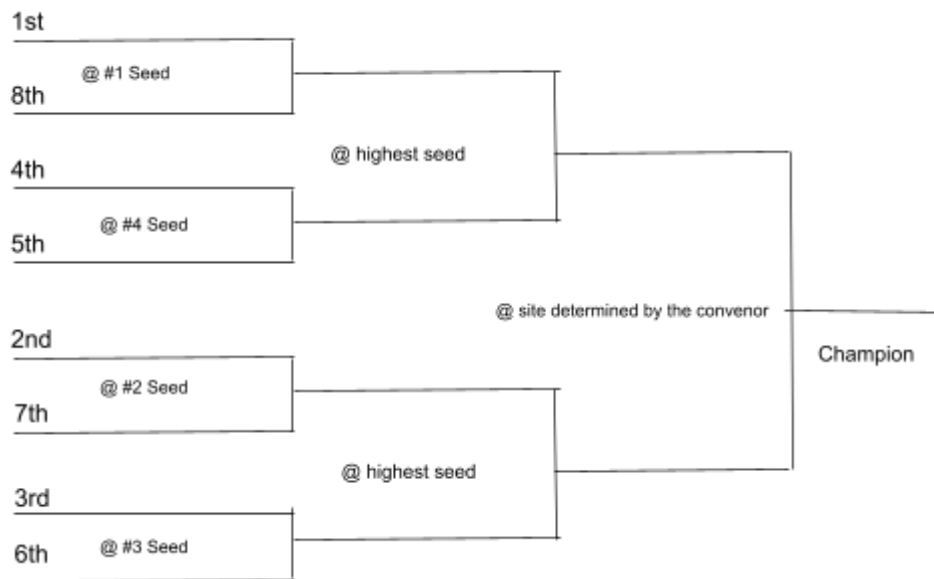 1st
@ #1 Seed
8th
@ highest seed
4th
@ #4 Seed
5th
@ site determined by the convenor
Champion
2nd
@ #2 Seed
7th
@ highest seed
3rd
@ #3 Seed
6th